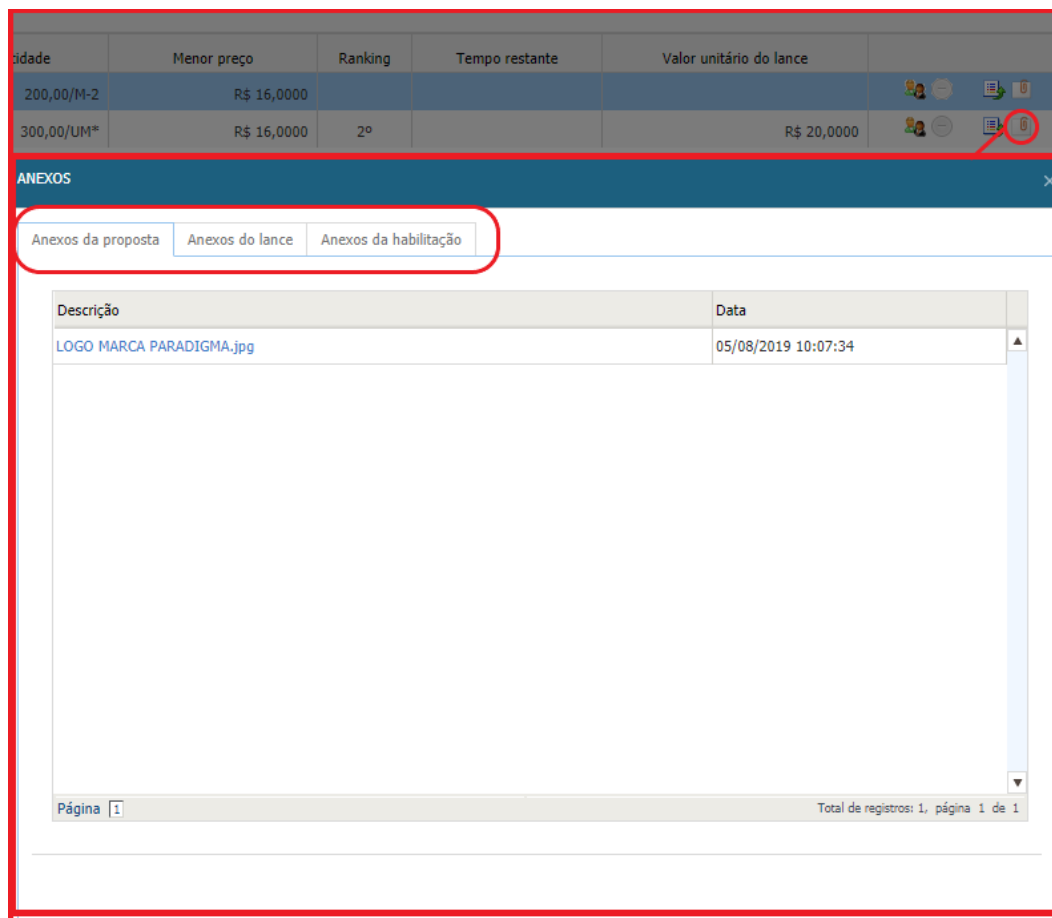 idade Menor preço Ranking Tempo restante Valor unitário do lance
200,00/M-2 R$ 16,0000
300,00/UM* R$ 16,0000 2º R$ 20,0000
ANEXOS
Anexos da proposta Anexos do lance Anexos da habilitação
Descrição Data
LOGO MARCA PARADIGMA.jpg 05/08/2019 10:07:34
Página 1 Total de registros: 1, página 1 de 1